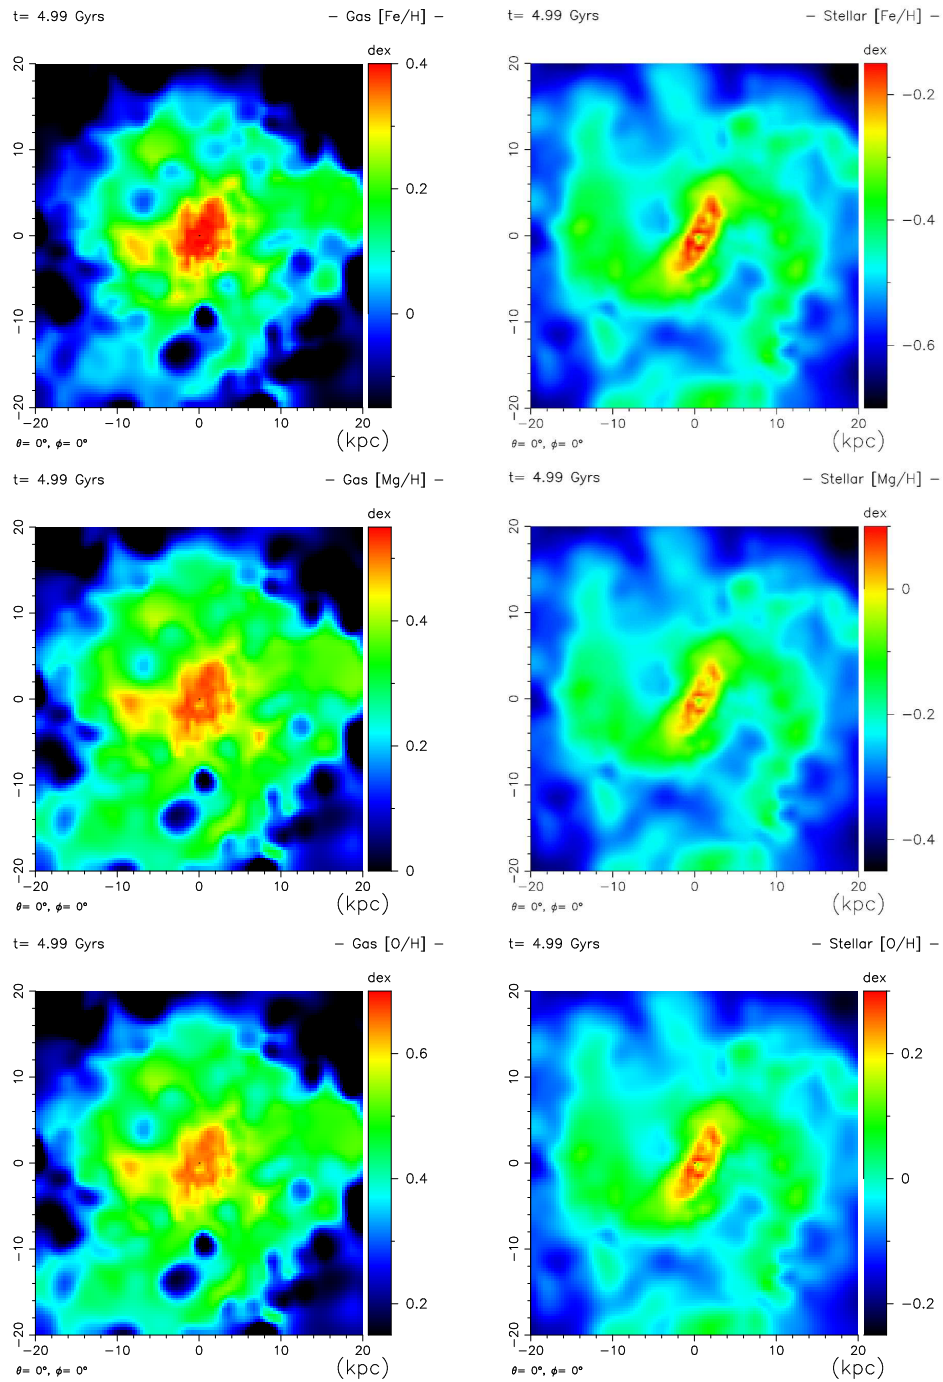 t= 4.99 Gyrs — Gas [Fe/H] —
dex
20
10
0
−10
−20
0.4
0.2
0
−20 −10 0 10 20
θ= 0°, ϕ= 0°
(kpc)
t= 4.99 Gyrs — Stellar [Fe/H] —
dex
20
10
0
−10
−20
−0.2
−0.4
−0.6
−20 −10 0 10 20
θ= 0°, ϕ= 0°
(kpc)
t= 4.99 Gyrs — Gas [Mg/H] —
dex
20
10
0
−10
−20
0.4
0.2
0
−20 −10 0 10 20
θ= 0°, ϕ= 0°
(kpc)
t= 4.99 Gyrs — Stellar [Mg/H] —
dex
20
10
0
−10
−20
0
−0.2
−0.4
−20 −10 0 10 20
θ= 0°, ϕ= 0°
(kpc)
t= 4.99 Gyrs — Gas [O/H] —
dex
20
10
0
−10
−20
0.6
0.4
0.2
−20 −10 0 10 20
θ= 0°, ϕ= 0°
(kpc)
t= 4.99 Gyrs — Stellar [O/H] —
dex
20
10
0
−10
−20
0.2
0
−0.2
−20 −10 0 10 20
θ= 0°, ϕ= 0°
(kpc)